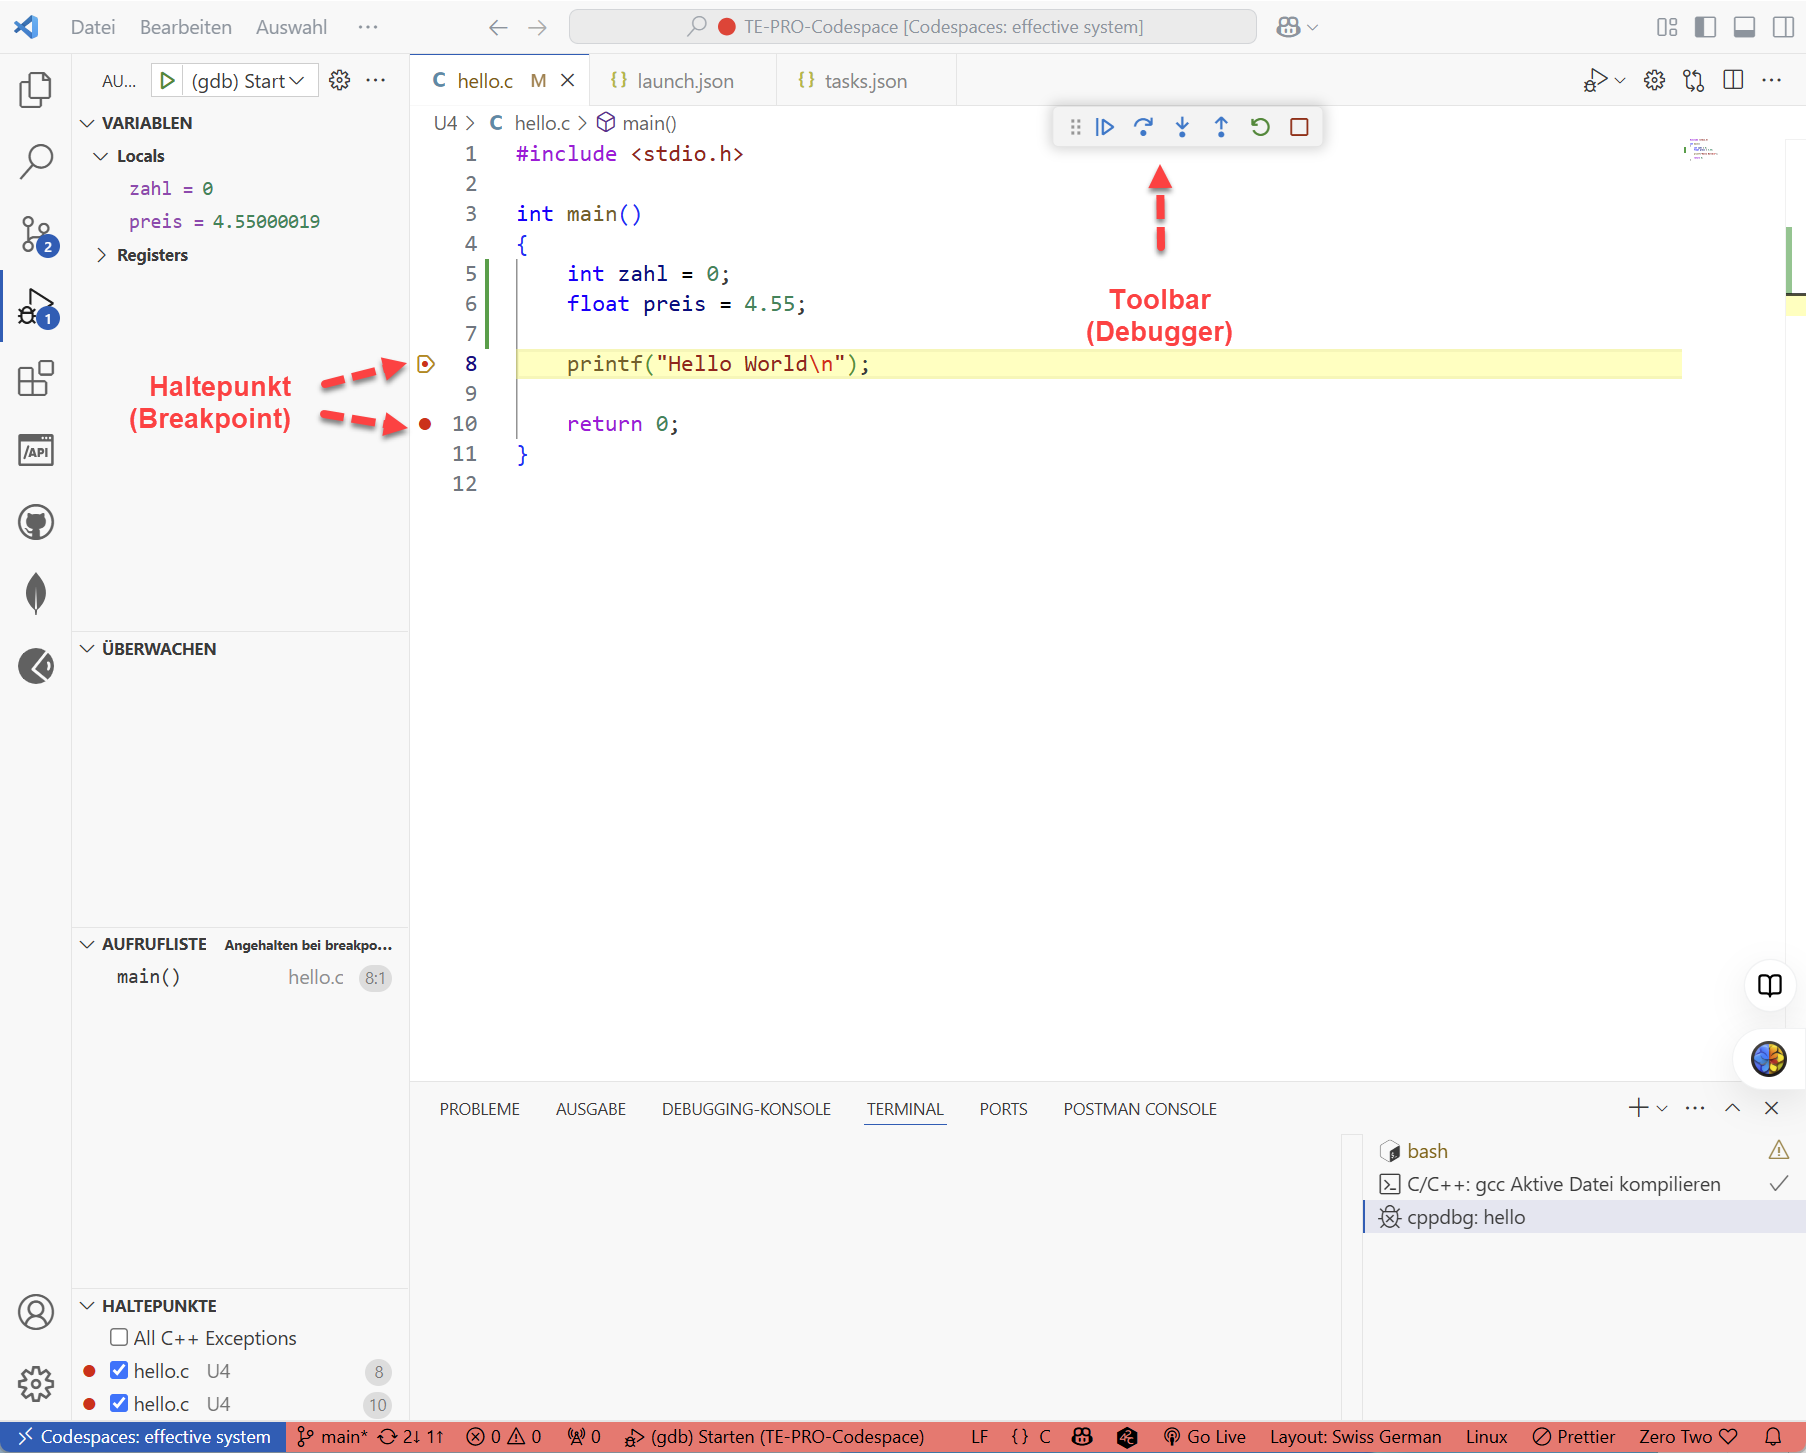 Datei Bearbeiten Auswahl ··· TE-PRO-Codespace [Codespaces: effective system]
AU... (gdb) Start ···
hello.c M launch.json tasks.json
VARIABLEN
Locals
zahl = 0
preis = 4.55000019
Registers
U4 > C hello.c > main()
1 #include <stdio.h>
2
3 int main()
4 {
5 int zahl = 0;
6 float preis = 4.55;
7
8 printf("Hello World\n");
9
10 return 0;
11 }
12
Toolbar
(Debugger)
Haltepunkt
(Breakpoint)
2
1
/API
ÜBERWACHEN
AUFRUFLISTE Angehalten bei breakpo...
main() hello.c 8:1
PROBLEME AUSGABE DEBUGGING-KONSOLE TERMINAL PORTS POSTMAN CONSOLE
bash
C/C++: gcc Aktive Datei kompilieren
cppdbg: hello
HALTEPUNKTE
All C++ Exceptions
hello.c U4 8
hello.c U4 10
Codespaces: effective system main* 2↓ 1↑ 0 0 0 (gdb) Starten (TE-PRO-Codespace) LF {} C Go Live Layout: Swiss German Linux Prettier Zero Two